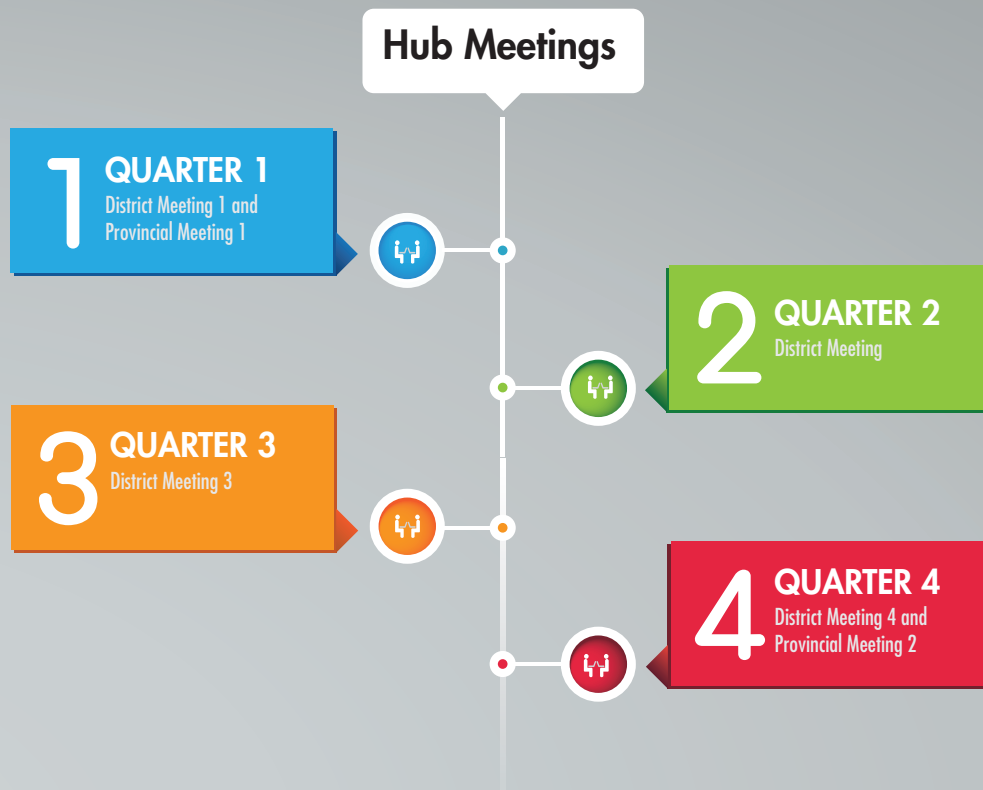 Hub Meetings
1
QUARTER 1
District Meeting 1 and
Provincial Meeting 1
2
QUARTER 2
District Meeting
3
QUARTER 3
District Meeting 3
4
QUARTER 4
District Meeting 4 and
Provincial Meeting 2